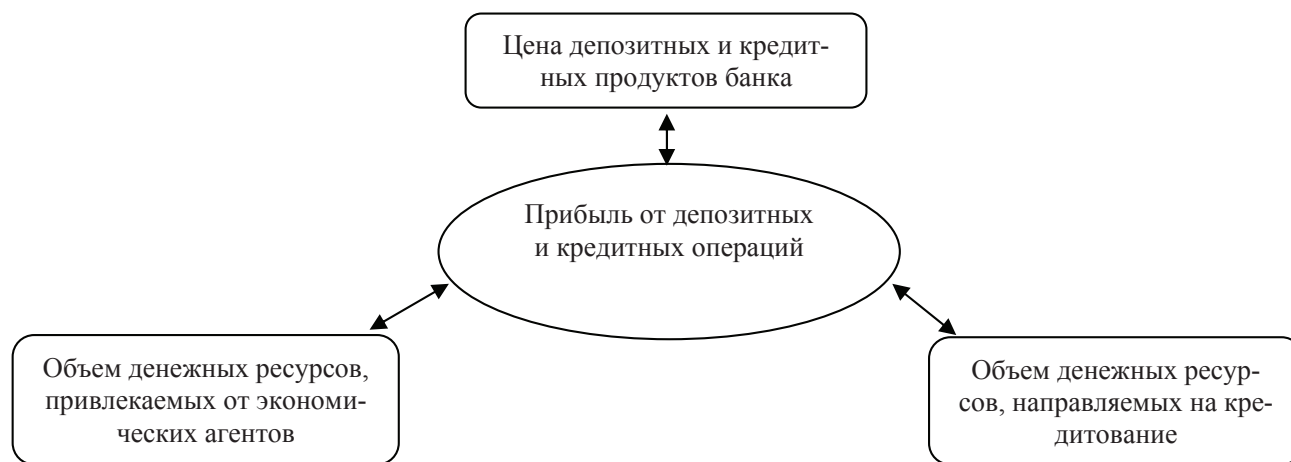 Цена депозитных и кредит-
ных продуктов банка
Прибыль от депозитных
и кредитных операций
Объем денежных ресурсов,
привлекаемых от экономи-
ческих агентов
Объем денежных ресур-
сов, направляемых на кре-
дитование